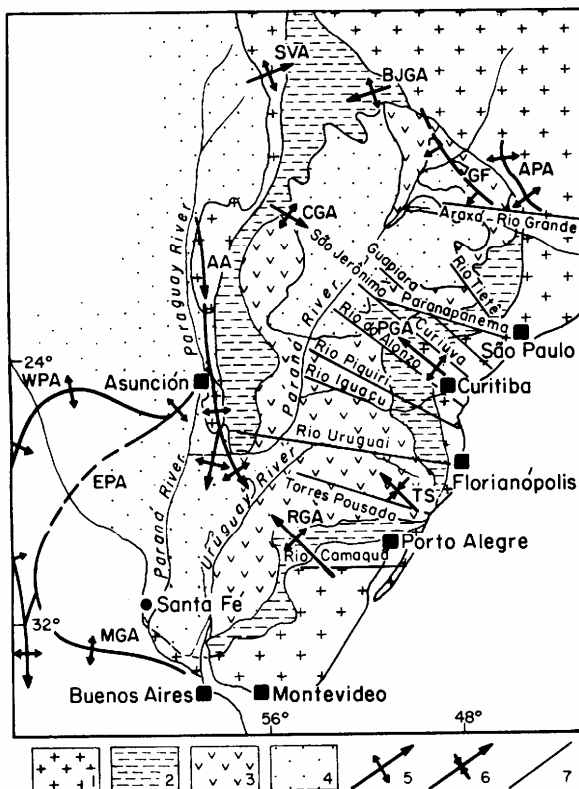 SVA
BJGA
GF
APA
CGA
Araxá-Rio Grande
AA
São Jerônimo
Guapiara
Rio Tietê
Paranapanema
Paraguay River
Curiúva
Rio Alonzo
PGA
São Paulo
24°
WPA
Asunción
Paraná River
Rio Piquiri
Rio Iguaçu
Curitiba
Rio Uruguai
EPA
Florianópolis
Paraná River
Uruguay River
Torres Pousada
TS
RGA
Porto Alegre
Rio Camaquã
Santa Fé
32°
MGA
Buenos Aires
Montevideo
56°
48°
1
2
3
4
5
6
7